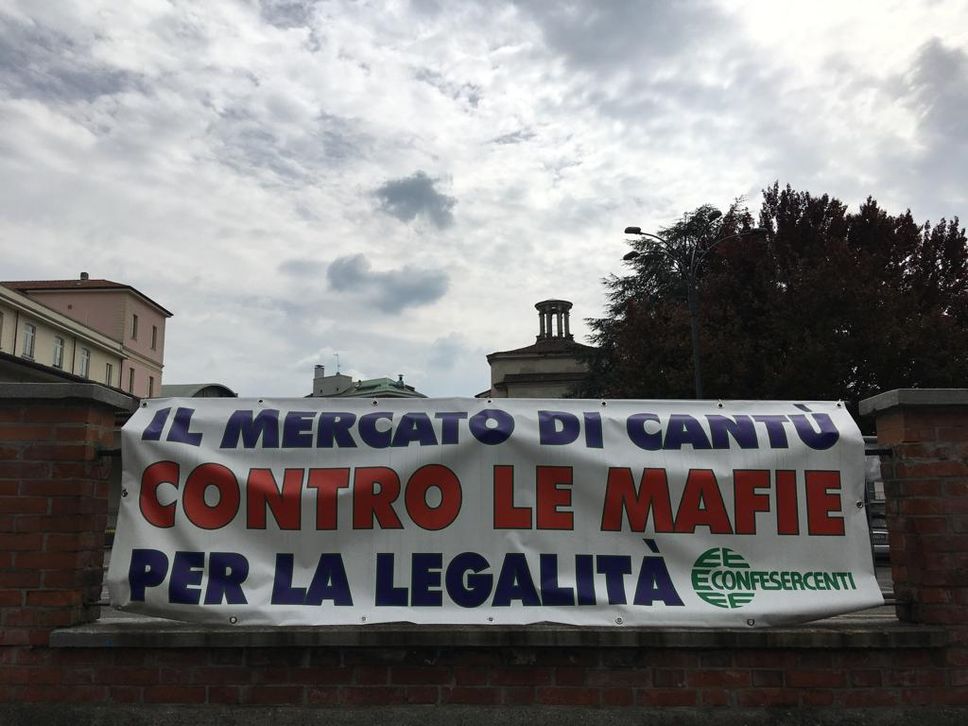 IL MERCATO DI CANTÙ
CONTRO LE MAFIE
PER LA LEGALITÀ
CONFESERCENTI